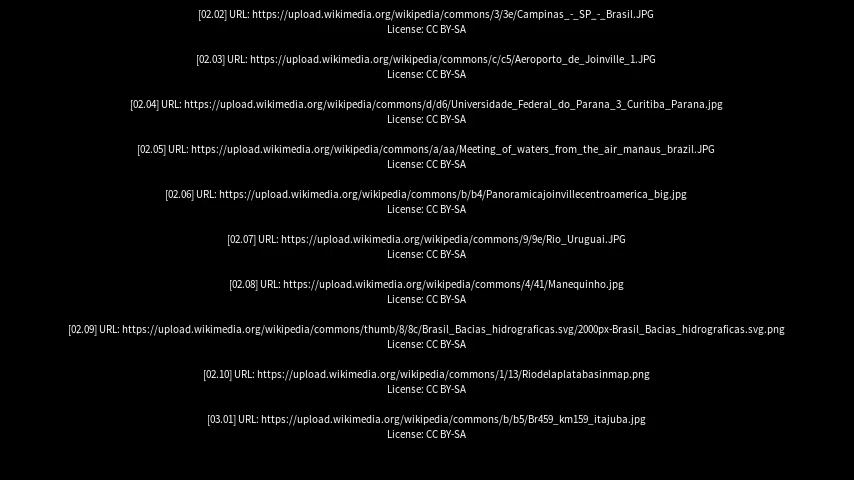 [02.02] URL: https://upload.wikimedia.org/wikipedia/commons/3/3e/Campinas_-_SP_-_Brasil.JPG
License: CC BY-SA
[02.03] URL: https://upload.wikimedia.org/wikipedia/commons/c/c5/Aeroporto_de_Joinville_1.JPG
License: CC BY-SA
[02.04] URL: https://upload.wikimedia.org/wikipedia/commons/d/d6/Universidade_Federal_do_Parana_3_Curitiba_Parana.jpg
License: CC BY-SA
[02.05] URL: https://upload.wikimedia.org/wikipedia/commons/a/aa/Meeting_of_waters_from_the_air_manaus_brazil.JPG
License: CC BY-SA
[02.06] URL: https://upload.wikimedia.org/wikipedia/commons/b/b4/Panoramicajoinvillecentroamerica_big.jpg
License: CC BY-SA
[02.07] URL: https://upload.wikimedia.org/wikipedia/commons/9/9e/Rio_Uruguai.JPG
License: CC BY-SA
[02.08] URL: https://upload.wikimedia.org/wikipedia/commons/4/41/Manequinho.jpg
License: CC BY-SA
[02.09] URL: https://upload.wikimedia.org/wikipedia/commons/thumb/8/8c/Brasil_Bacias_hidrograficas.svg/2000px-Brasil_Bacias_hidrograficas.svg.png
License: CC BY-SA
[02.10] URL: https://upload.wikimedia.org/wikipedia/commons/1/13/Riodelaplatabasinmap.png
License: CC BY-SA
[03.01] URL: https://upload.wikimedia.org/wikipedia/commons/b/b5/Br459_km159_itajuba.jpg
License: CC BY-SA